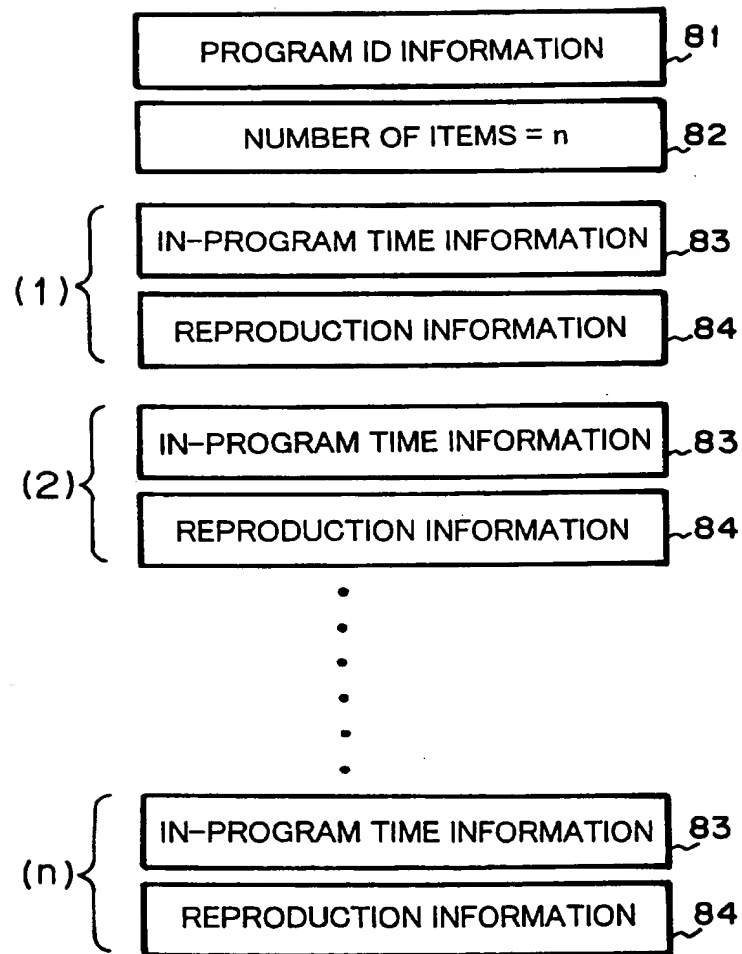 PROGRAM ID INFORMATION 81
NUMBER OF ITEMS = n 82
(1) IN-PROGRAM TIME INFORMATION 83
REPRODUCTION INFORMATION 84
(2) IN-PROGRAM TIME INFORMATION 83
REPRODUCTION INFORMATION 84
(n) IN-PROGRAM TIME INFORMATION 83
REPRODUCTION INFORMATION 84